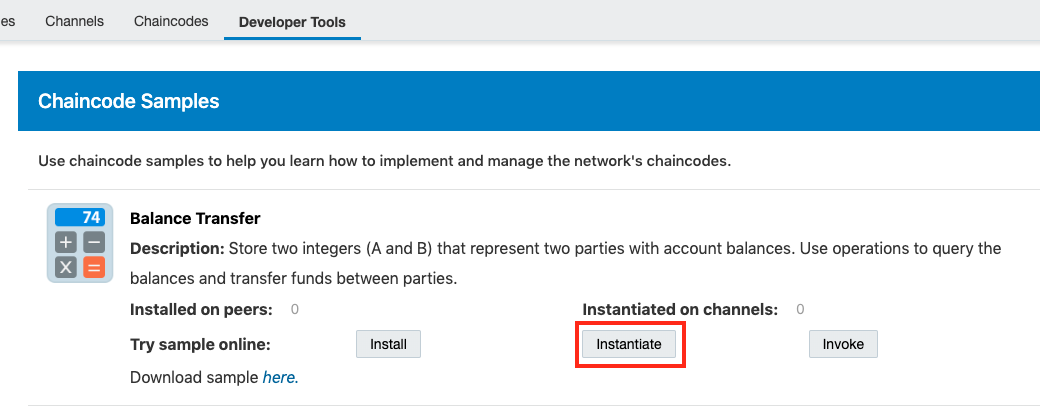 es Channels Chaincodes Developer Tools
Chaincode Samples
Use chaincode samples to help you learn how to implement and manage the network's chaincodes.
74
Balance Transfer
Description: Store two integers (A and B) that represent two parties with account balances. Use operations to query the
balances and transfer funds between parties.
Installed on peers: 0 Instantiated on channels: 0
Try sample online: Install Instantiate Invoke
Download sample here.